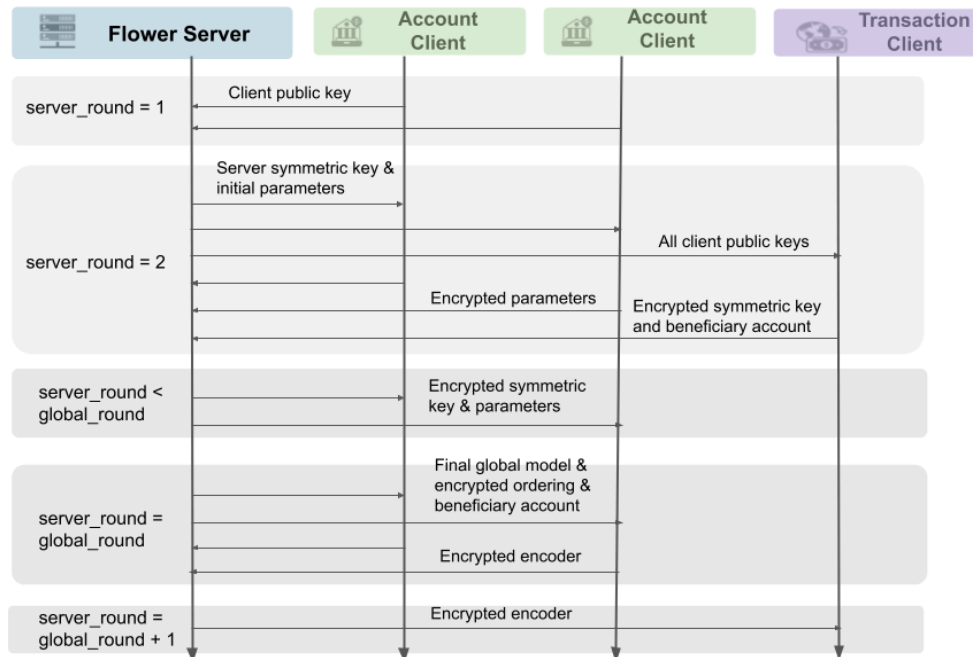 Flower Server
Account
Client
Account
Client
Transaction
Client
server_round = 1
Client public key
server_round = 2
Server symmetric key &
initial parameters
All client public keys
Encrypted parameters
Encrypted symmetric key
and beneficiary account
server_round <
global_round
Encrypted symmetric
key & parameters
server_round =
global_round
Final global model &
encrypted ordering &
beneficiary account
Encrypted encoder
server_round =
global_round + 1
Encrypted encoder